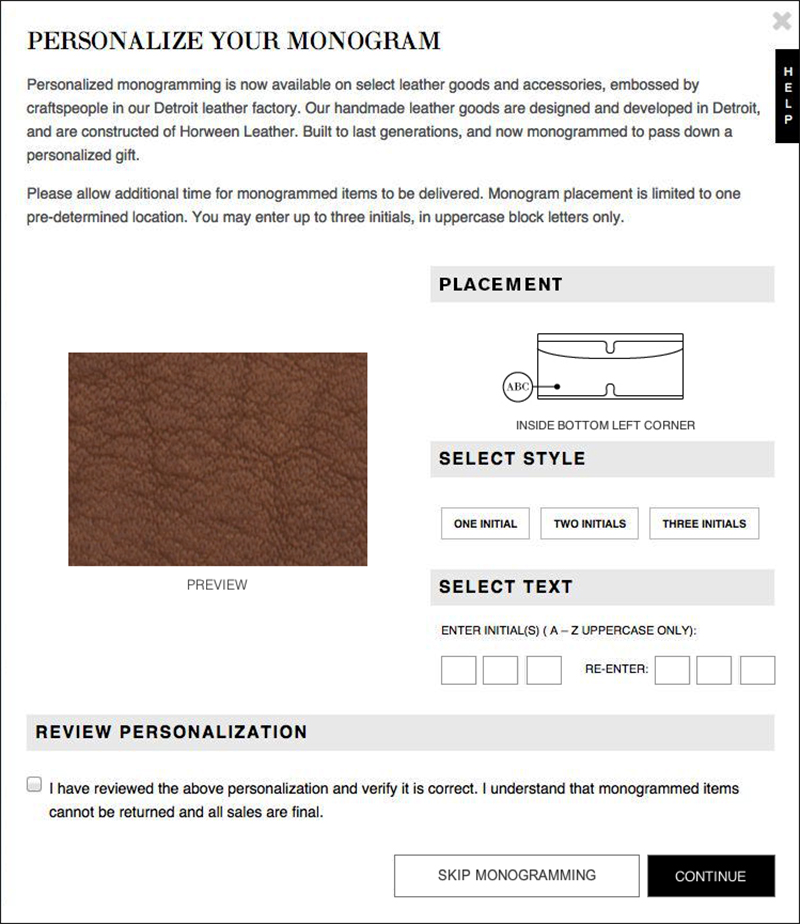 PERSONALIZE YOUR MONOGRAM
HELP
Personalized monogramming is now available on select leather goods and accessories, embossed by
craftspeople in our Detroit leather factory. Our handmade leather goods are designed and developed in Detroit,
and are constructed of Horween Leather. Built to last generations, and now monogrammed to pass down a
personalized gift.
Please allow additional time for monogrammed items to be delivered. Monogram placement is limited to one
pre-determined location. You may enter up to three initials, in uppercase block letters only.
PLACEMENT
ABC
INSIDE BOTTOM LEFT CORNER
SELECT STYLE
ONE INITIAL TWO INITIALS THREE INITIALS
PREVIEW
SELECT TEXT
ENTER INITIAL(S) ( A – Z UPPERCASE ONLY):
RE-ENTER:
REVIEW PERSONALIZATION
I have reviewed the above personalization and verify it is correct. I understand that monogrammed items
cannot be returned and all sales are final.
SKIP MONOGRAMMING CONTINUE